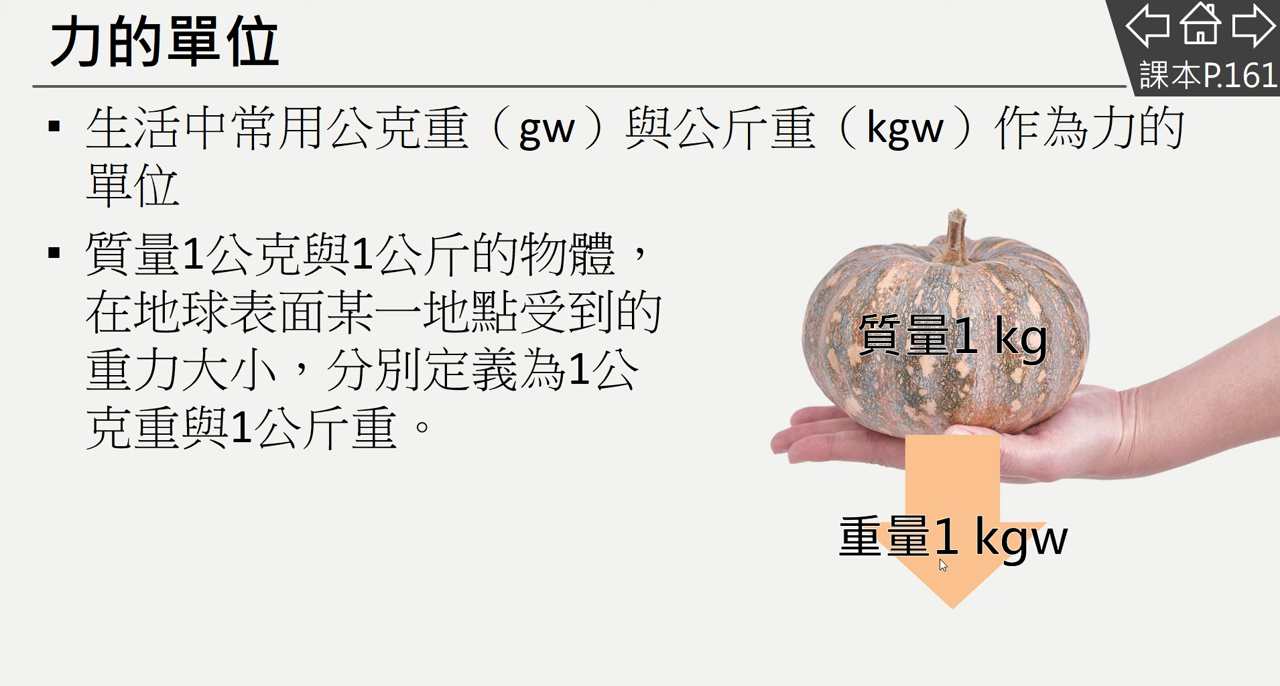 力的單位
課本P.161
生活中常用公克重（gw）與公斤重（kgw）作為力的
單位
質量1公克與1公斤的物體，
在地球表面某一地點受到的
重力大小，分別定義為1公
克重與1公斤重。
質量1 kg
重量1 kgw